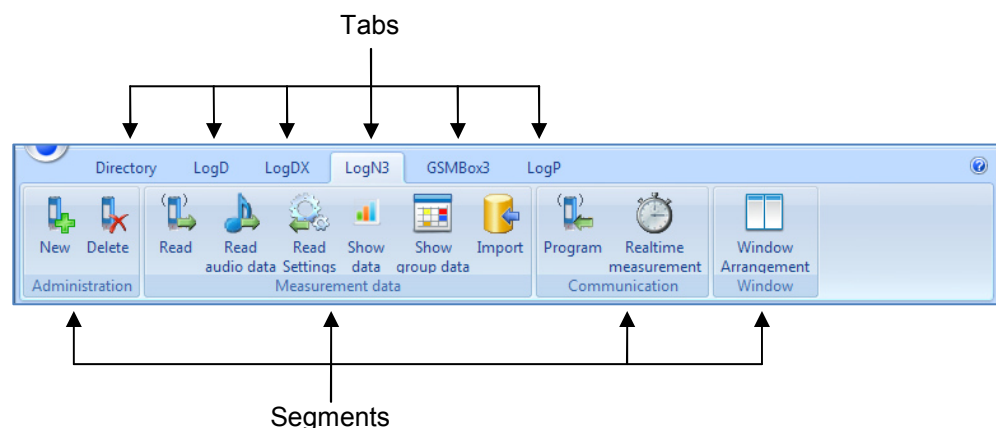 Tabs
Directory LogD LogDX LogN3 GSMBox3 LogP
New Delete Read Read Read Show Show Import Program Realtime Window
audio data Settings data group data measurement Arrangement
Administration Measurement data Communication Window
Segments